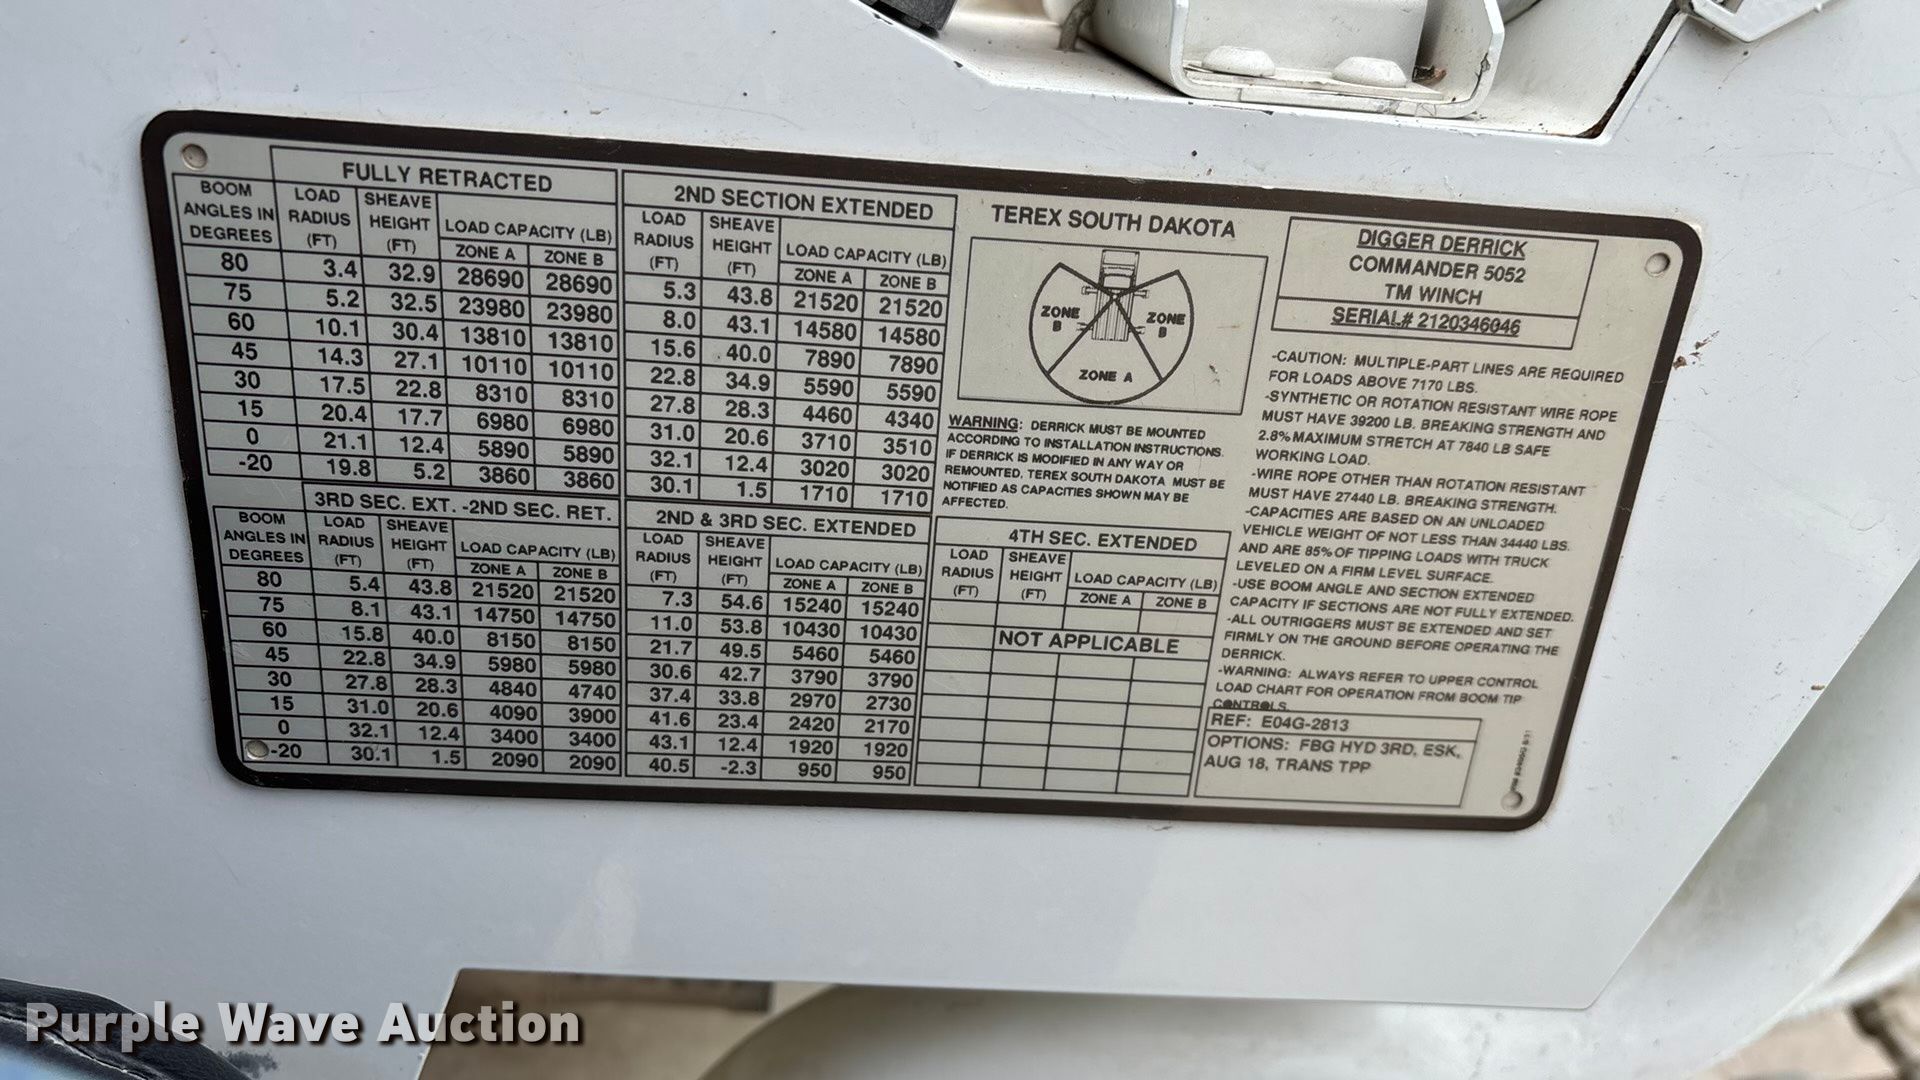 FULLY RETRACTED
BOOM ANGLES IN DEGREES | LOAD RADIUS (FT) | SHEAVE HEIGHT (FT) | LOAD CAPACITY (LB) ZONE A | ZONE B
80 3.4 32.9 28690 28690
75 5.2 32.5 23980 23980
60 10.1 30.4 13810 13810
45 14.3 27.1 10110 10110
30 17.5 22.8 8310 8310
15 20.4 17.7 6980 6980
0 21.1 12.4 5890 5890
-20 19.8 5.2 3860 3860
2ND SECTION EXTENDED
LOAD RADIUS (FT) | SHEAVE HEIGHT (FT) | LOAD CAPACITY (LB) ZONE A | ZONE B
5.3 43.8 21520 21520
8.0 43.1 14580 14580
15.6 40.0 7890 7890
22.8 34.9 5590 5590
27.8 28.3 4460 4340
31.0 20.6 3710 3510
32.1 12.4 3020 3020
30.1 1.5 1710 1710
3RD SEC. EXT. -2ND SEC. RET.
BOOM ANGLES IN DEGREES | LOAD RADIUS (FT) | SHEAVE HEIGHT (FT) | LOAD CAPACITY (LB) ZONE A | ZONE B
80 5.4 43.8 21520 21520
75 8.1 43.1 14750 14750
60 15.8 40.0 8150 8150
45 22.8 34.9 5980 5980
30 27.8 28.3 4840 4740
15 31.0 20.6 4090 3900
0 32.1 12.4 3400 3400
-20 30.1 1.5 2090 2090
2ND & 3RD SEC. EXTENDED
LOAD RADIUS (FT) | SHEAVE HEIGHT (FT) | LOAD CAPACITY (LB) ZONE A | ZONE B
7.3 54.6 15240 15240
11.0 53.8 10430 10430
21.7 49.5 5460 5460
30.6 42.7 3790 3790
37.4 33.8 2970 2730
41.6 23.4 2420 2170
43.1 12.4 1920 1920
40.5 -2.3 950 950
TEREX SOUTH DAKOTA
ZONE B
ZONE B
ZONE A
WARNING: DERRICK MUST BE MOUNTED
ACCORDING TO INSTALLATION INSTRUCTIONS.
IF DERRICK IS MODIFIED IN ANY WAY OR
REMOUNTED, TEREX SOUTH DAKOTA MUST BE
NOTIFIED AS CAPACITIES SHOWN MAY BE
AFFECTED.
4TH SEC. EXTENDED
LOAD RADIUS (FT) | SHEAVE HEIGHT (FT) | LOAD CAPACITY (LB) ZONE A | ZONE B
NOT APPLICABLE
DIGGER DERRICK
COMMANDER 5052
TM WINCH
SERIAL# 2120346046
-CAUTION: MULTIPLE-PART LINES ARE REQUIRED
FOR LOADS ABOVE 7170 LBS.
-SYNTHETIC OR ROTATION RESISTANT WIRE ROPE
MUST HAVE 39200 LB. BREAKING STRENGTH AND
2.8% MAXIMUM STRETCH AT 7840 LB SAFE
WORKING LOAD.
-WIRE ROPE OTHER THAN ROTATION RESISTANT
MUST HAVE 27440 LB. BREAKING STRENGTH.
-CAPACITIES ARE BASED ON AN UNLOADED
VEHICLE WEIGHT OF NOT LESS THAN 34440 LBS.
AND ARE 85% OF TIPPING LOADS WITH TRUCK
LEVELED ON A FIRM LEVEL SURFACE.
-USE BOOM ANGLE AND SECTION EXTENDED
CAPACITY IF SECTIONS ARE NOT FULLY EXTENDED.
-ALL OUTRIGGERS MUST BE EXTENDED AND SET
FIRMLY ON THE GROUND BEFORE OPERATING THE
DERRICK.
-WARNING: ALWAYS REFER TO UPPER CONTROL
LOAD CHART FOR OPERATION FROM BOOM TIP
CONTROLS.
REF: E04G-2813
OPTIONS: FBG HYD 3RD, ESK,
AUG 18, TRANS TPP
Purple Wave Auction